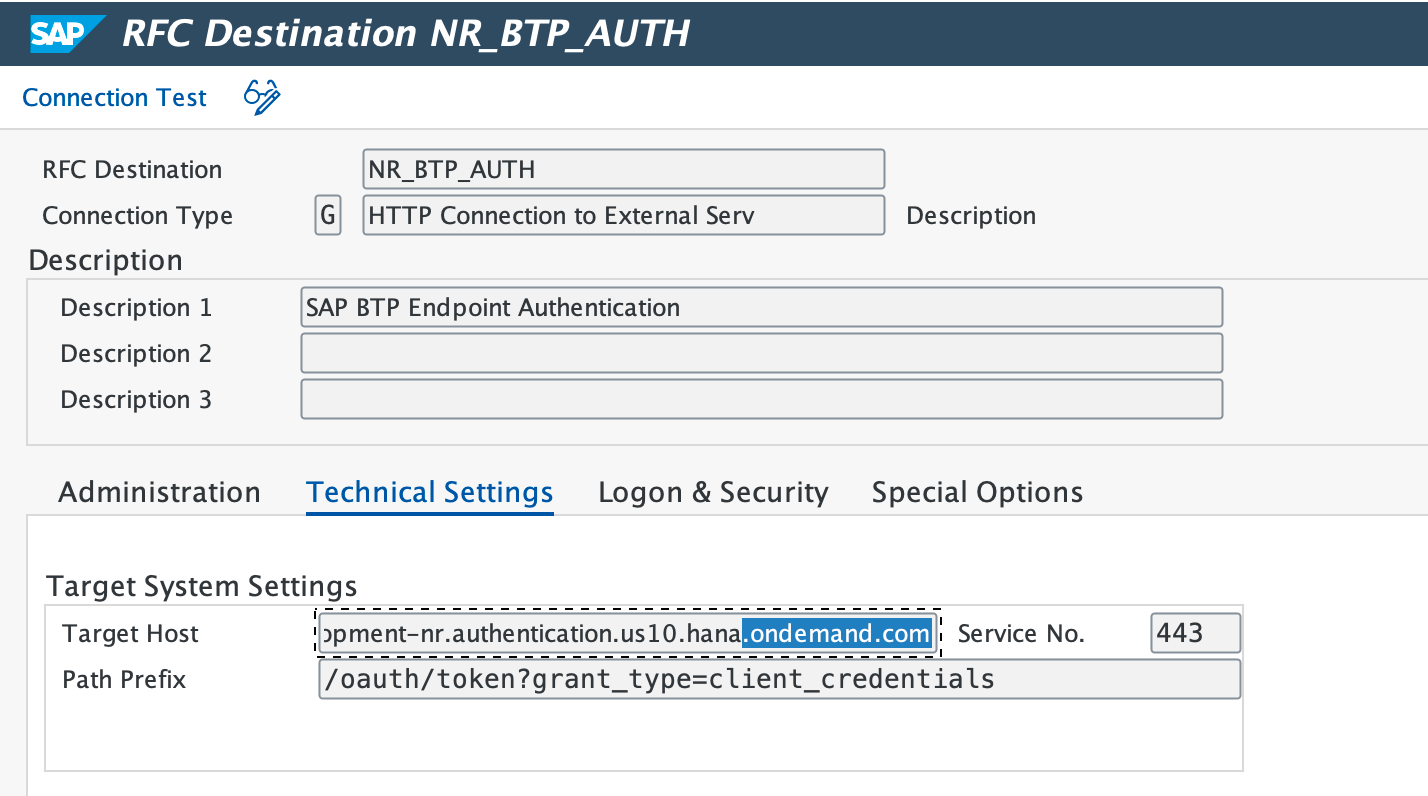 SAP RFC Destination NR_BTP_AUTH
Connection Test
RFC Destination NR_BTP_AUTH
Connection Type G HTTP Connection to External Serv Description
Description
Description 1 SAP BTP Endpoint Authentication
Description 2
Description 3
Administration Technical Settings Logon & Security Special Options
Target System Settings
Target Host opment-nr.authentication.us10.hana.ondemand.com Service No. 443
Path Prefix /oauth/token?grant_type=client_credentials